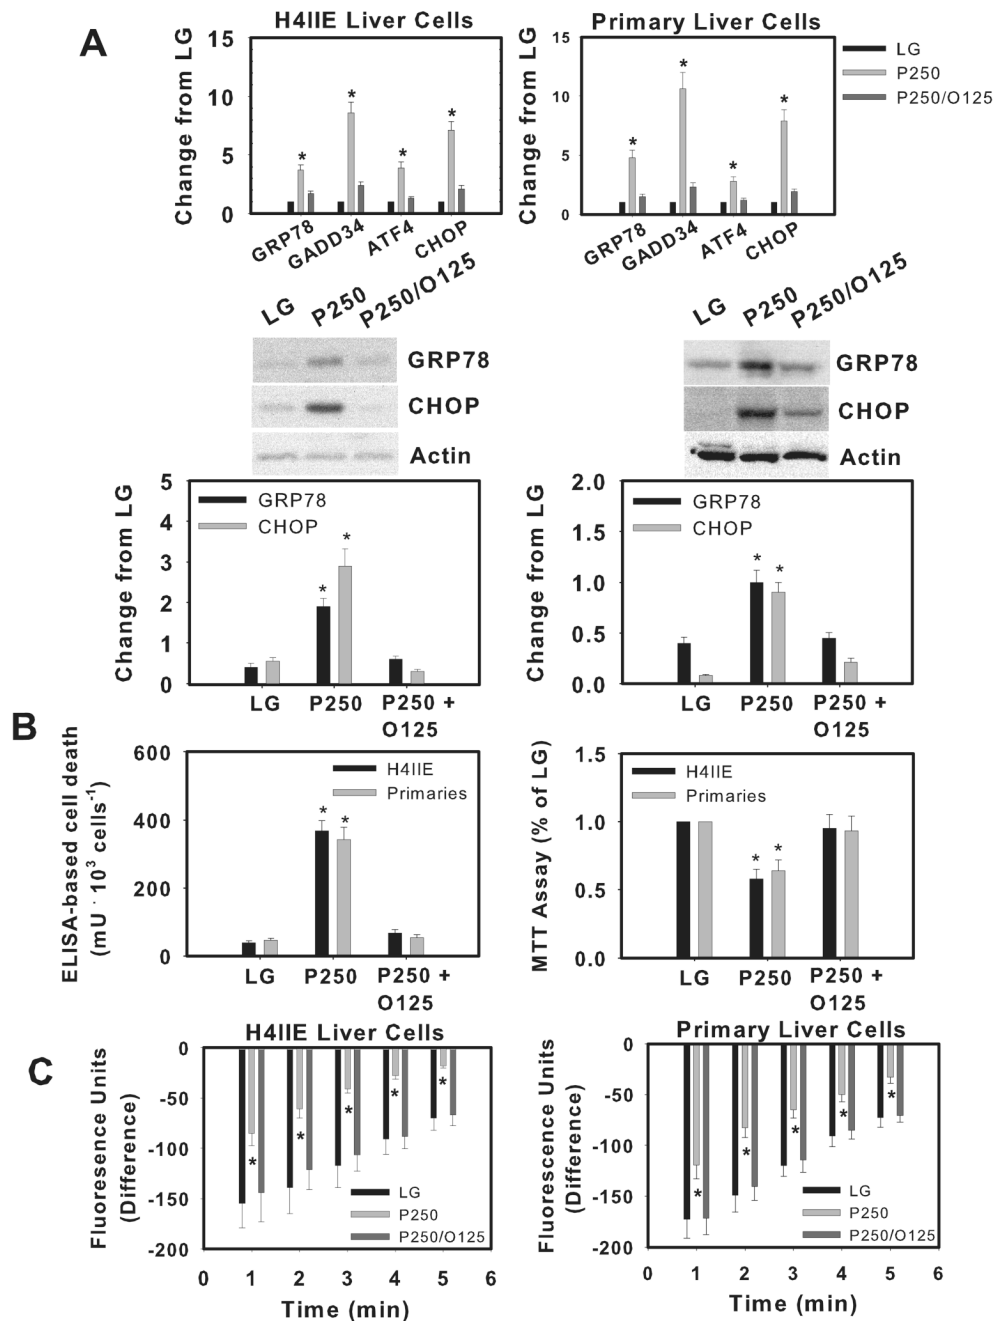 A
H4IIE Liver Cells
Change from LG
15
10
5
0
GRP78
GADD34
ATF4
CHOP
*
*
*
*
Primary Liver Cells
Change from LG
15
10
5
0
GRP78
GADD34
ATF4
CHOP
*
*
*
*
LG
P250
P250/O125
LG
P250
P250/O125
GRP78
CHOP
Actin
LG
P250
P250/O125
GRP78
CHOP
Actin
Change from LG
5
4
3
2
1
0
GRP78
CHOP
*
*
LG
P250
P250 +
O125
Change from LG
2.0
1.5
1.0
0.5
0.0
GRP78
CHOP
*
*
LG
P250
P250 +
O125
B
ELISA-based cell death
(mU · 10³ cells⁻¹)
600
400
200
0
H4IIE
Primaries
*
*
LG
P250
P250 +
O125
MTT Assay (% of LG)
1.5
1.0
0.5
0.0
H4IIE
Primaries
*
*
LG
P250
P250 +
O125
C
H4IIE Liver Cells
Fluoresence Units
(Difference)
0
-50
-100
-150
-200
*
*
*
*
*
LG
P250
P250/O125
0 1 2 3 4 5 6
Time (min)
Primary Liver Cells
Fluorescence Units
(Difference)
0
-50
-100
-150
-200
*
*
*
*
*
LG
P250
P250/O125
0 1 2 3 4 5 6
Time (min)